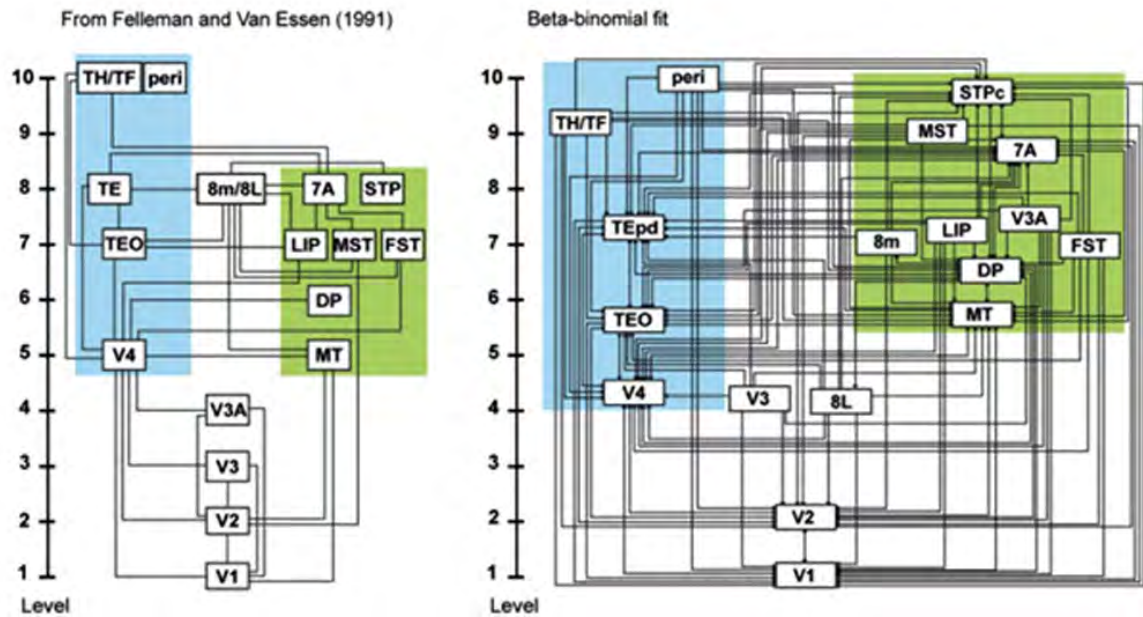 From Felleman and Van Essen (1991)
10
9
8
7
6
5
4
3
2
1
Level
TH/TF peri
TE 8m/8L 7A STP
TEO LIP MST FST
DP
V4 MT
V3A
V3
V2
V1
Beta-binomial fit
10
9
8
7
6
5
4
3
2
1
Level
peri STPc
TH/TF MST
7A
V3A
TEpd LIP
8m FST
DP
TEO MT
V4 V3 8L
V2
V1